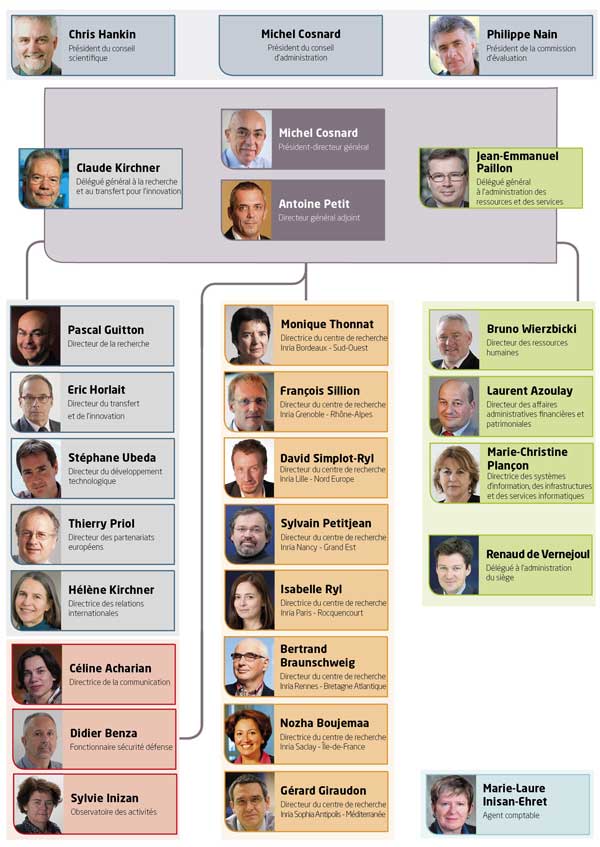 Chris Hankin
Président du conseil
scientifique
Michel Cosnard
Président du conseil
d'administration
Philippe Nain
Président de la commission
d'évaluation
Michel Cosnard
Président-directeur général
Claude Kirchner
Délégué général à la recherche
et au transfert pour l'innovation
Jean-Emmanuel
Paillon
Délégué général
à l'administration des
ressources et des services
Antoine Petit
Directeur général adjoint
Pascal Guitton
Directeur de la recherche
Eric Horlait
Directeur du transfert
et de l'innovation
Stéphane Ubeda
Directeur du développement
technologique
Thierry Priol
Directeur des partenariats
européens
Hélène Kirchner
Directrice des relations
internationales
Céline Acharian
Directrice de la communication
Didier Benza
Fonctionnaire sécurité défense
Sylvie Inizan
Observatoire des activités
Monique Thonnat
Directrice du centre de recherche
Inria Bordeaux - Sud-Ouest
François Sillion
Directeur du centre de recherche
Inria Grenoble - Rhône-Alpes
David Simplot-Ryl
Directeur du centre de recherche
Inria Lille - Nord Europe
Sylvain Petitjean
Directeur du centre de recherche
Inria Nancy - Grand Est
Isabelle Ryl
Directrice du centre de recherche
Inria Paris - Rocquencourt
Bertrand
Braunschweig
Directeur du centre de recherche
Inria Rennes - Bretagne Atlantique
Nozha Boujemaa
Directrice du centre de recherche
Inria Saclay - Île-de-France
Gérard Giraudon
Directeur du centre de recherche
Inria Sophia Antipolis - Méditerranée
Bruno Wierzbicki
Directeur des ressources
humaines
Laurent Azoulay
Directeur des affaires
administratives financières et
patrimoniales
Marie-Christine
Plançon
Directrice des systèmes
d'information, des infrastructures
et des services informatiques
Renaud de Vernejoul
Délégué à l'administration
du siège
Marie-Laure
Inisan-Ehret
Agent comptable